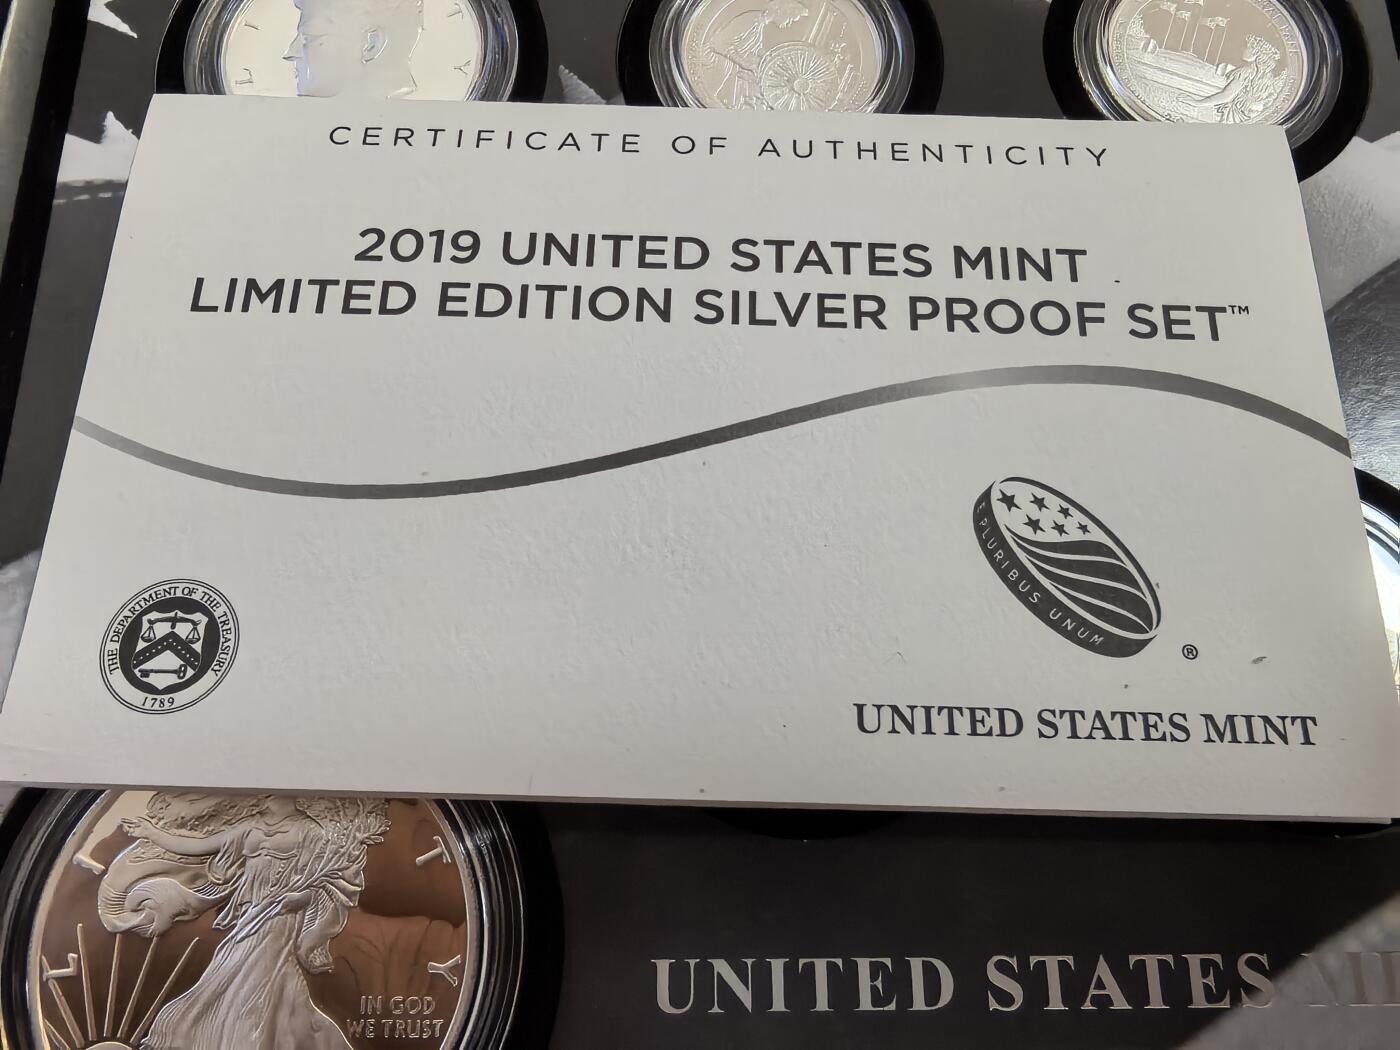 CERTIFICATE OF AUTHENTICITY
2019 UNITED STATES MINT
LIMITED EDITION SILVER PROOF SET™
E PLURIBUS UNUM
®
THE DEPARTMENT OF THE TREASURY
1789
UNITED STATES MINT
L I T Y
IN GOD
WE TRUST
UNITED STATES